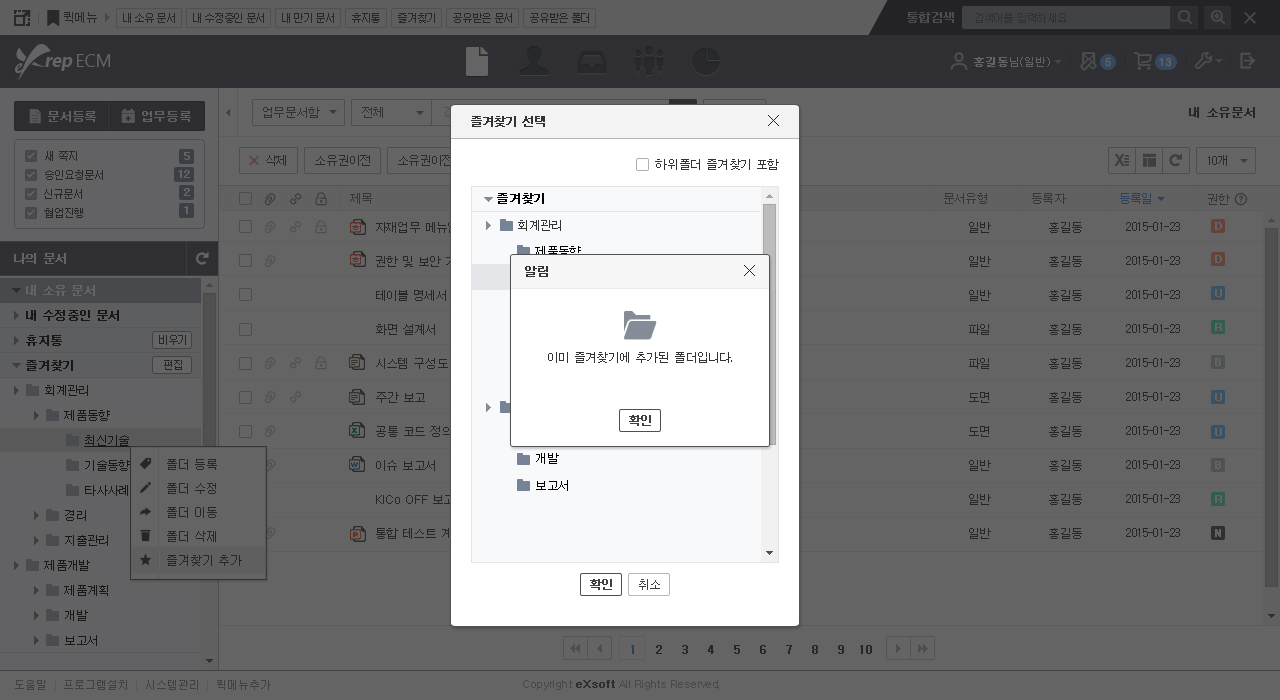 퀵메뉴 내 소유 문서 내 수정중인 문서 내 만기 문서 휴지통 즐겨찾기 공유받은 문서 공유받은 폴더 통합검색 검색어를 입력하세요
eXrep ECM 홍길동님(일반) 5 13
문서등록 업무등록 업무문서함 전체 내 소유문서
새 쪽지 5
승인요청문서 12
신규문서 2
협업진행 1
삭제 소유권이전 소유권이전 10개
나의 문서
내 소유 문서
내 수정중인 문서
휴지통 비우기
즐겨찾기 편집
회계관리
제품동향
최신기술
기술동향
타사사례
경리
지출관리
제품개발
제품계획
개발
보고서
폴더 등록
폴더 수정
폴더 이동
폴더 삭제
즐겨찾기 추가
제목 문서유형 등록자 등록일 권한
자재업무 메뉴 일반 홍길동 2015-01-23 D
권한 및 보안 일반 홍길동 2015-01-23 D
테이블 명세서 일반 홍길동 2015-01-23 U
화면 설계서 파일 홍길동 2015-01-23 R
시스템 구성도 파일 홍길동 2015-01-23 B
주간 보고 도면 홍길동 2015-01-23 U
공통 코드 정의 도면 홍길동 2015-01-23 U
이슈 보고서 일반 홍길동 2015-01-23 B
KICo OFF 보고 일반 홍길동 2015-01-23 R
통합 테스트 일반 홍길동 2015-01-23 N
즐겨찾기 선택
하위폴더 즐겨찾기 포함
즐겨찾기
회계관리
제품동향
개발
보고서
확인 취소
알림
이미 즐겨찾기에 추가된 폴더입니다.
확인
1 2 3 4 5 6 7 8 9 10
도움말 프로그램설치 시스템관리 퀵메뉴추가 Copyright eXsoft All Rights Reserved.